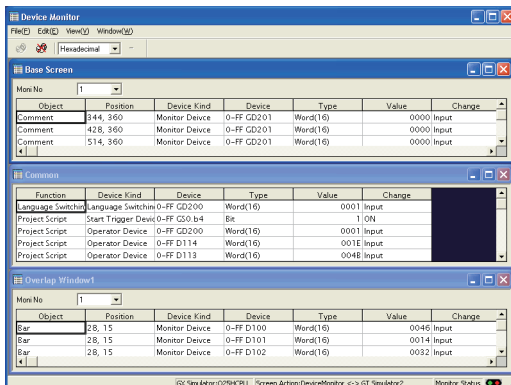 Device Monitor
File(F) Edit(E) View(V) Window(W)
Hexadecimal
Base Screen
Moni No 1
Object Position Device Kind Device Type Value Change
Comment 344, 360 Monitor Deivce 0-FF GD201 Word(16) 0000 Input
Comment 428, 360 Monitor Deivce 0-FF GD201 Word(16) 0000 Input
Comment 514, 360 Monitor Deivce 0-FF GD201 Word(16) 0000 Input
Common
Function Device Kind Device Type Value Change
Language Switchin Language Switchin 0-FF GD200 Word(16) 0001 Input
Project Script Start Trigger Devic 0-FF GS0.b4 Bit 1 ON
Project Script Operator Device 0-FF GD200 Word(16) 0001 Input
Project Script Operator Device 0-FF D114 Word(16) 001E Input
Project Script Operator Device 0-FF D113 Word(16) 004B Input
Overlap Window1
Moni No 1
Object Position Device Kind Device Type Value Change
Bar 28, 15 Monitor Deivce 0-FF D100 Word(16) 0046 Input
Bar 28, 15 Monitor Deivce 0-FF D101 Word(16) 0014 Input
Bar 28, 15 Monitor Deivce 0-FF D102 Word(16) 0032 Input
GX Simulator:Q25HCPU Screen Action:DeviceMonitor <-> GT Simulator2 Monitor Status